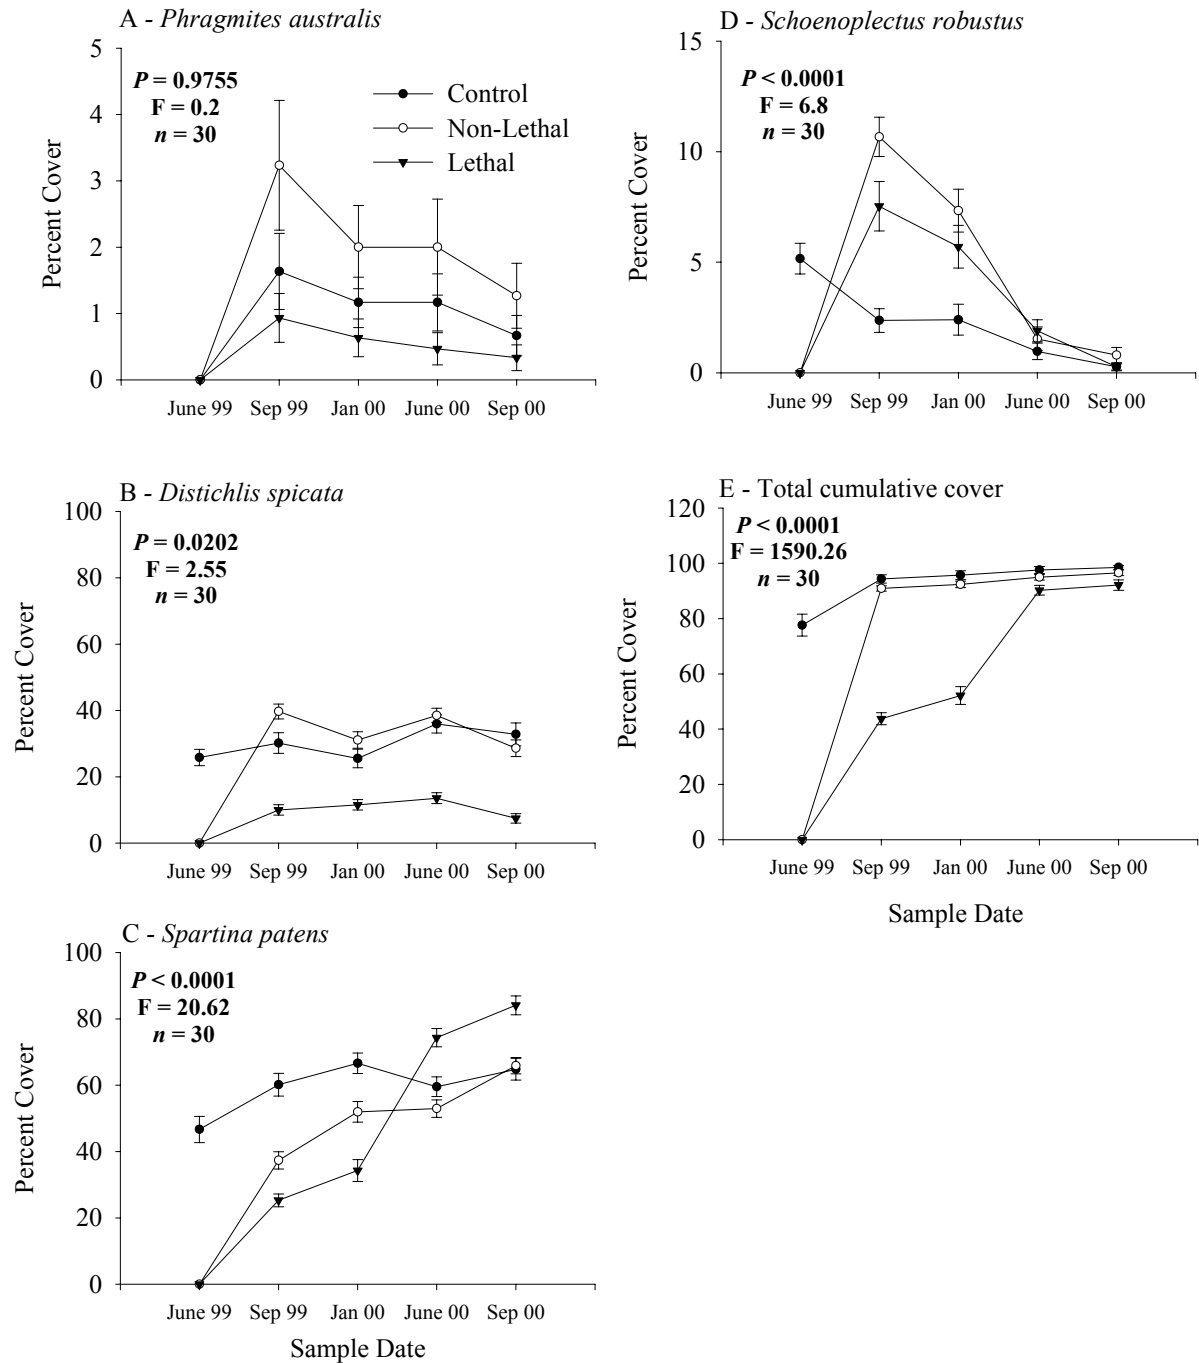 A - Phragmites australis
5
4
3
2
1
0
Percent Cover
P = 0.9755
F = 0.2
n = 30
Control
Non-Lethal
Lethal
June 99 Sep 99 Jan 00 June 00 Sep 00
B - Distichlis spicata
100
80
60
40
20
0
Percent Cover
P = 0.0202
F = 2.55
n = 30
June 99 Sep 99 Jan 00 June 00 Sep 00
C - Spartina patens
100
80
60
40
20
0
Percent Cover
P < 0.0001
F = 20.62
n = 30
June 99 Sep 99 Jan 00 June 00 Sep 00
Sample Date
D - Schoenoplectus robustus
15
10
5
0
Percent Cover
P < 0.0001
F = 6.8
n = 30
June 99 Sep 99 Jan 00 June 00 Sep 00
E - Total cumulative cover
120
100
80
60
40
20
0
Percent Cover
P < 0.0001
F = 1590.26
n = 30
June 99 Sep 99 Jan 00 June 00 Sep 00
Sample Date